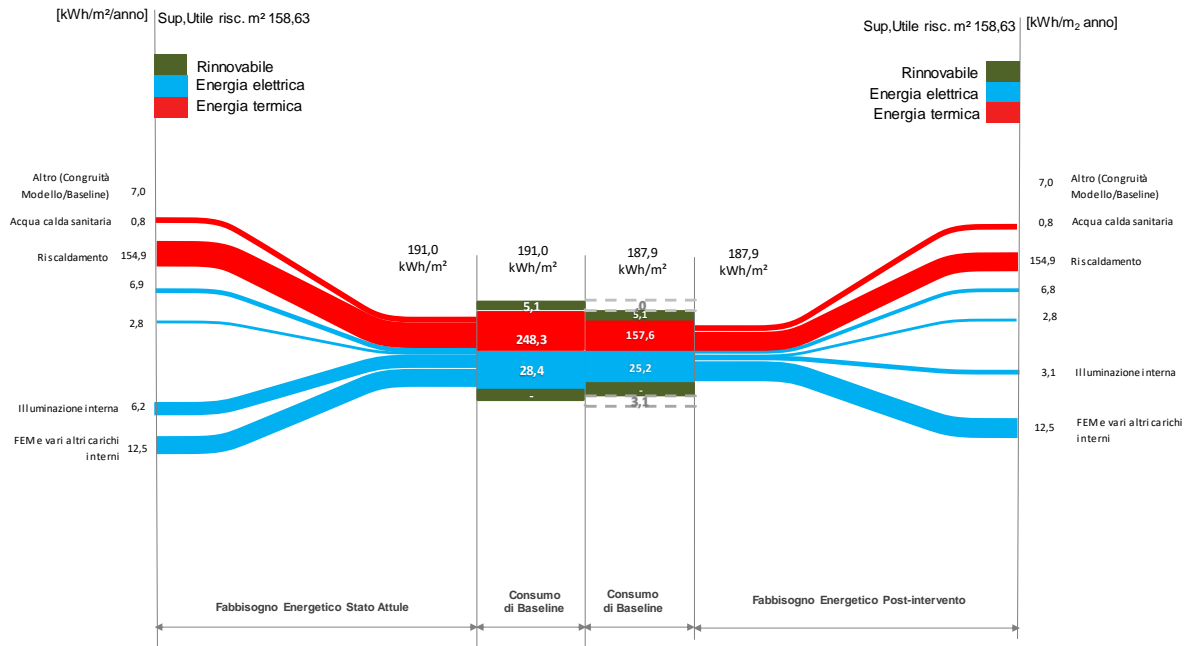 [kWh/m²/anno]
Sup,Utile risc. m² 158,63
Rinnovabile
Energia elettrica
Energia termica
Sup,Utile risc. m² 158,63
[kWh/m₂ anno]
Rinnovabile
Energia elettrica
Energia termica
Altro (Congruità
Modello/Baseline)
7,0
Acqua calda sanitaria
0,8
Riscaldamento
154,9
6,9
2,8
Illuminazione interna
6,2
FEM e vari altri carichi
interni
12,5
191,0
kWh/m²
191,0
kWh/m²
187,9
kWh/m²
187,9
kWh/m²
5,1
248,3
28,4
-
5,1
157,6
25,2
-
3,1
7,0
Altro (Congruità
Modello/Baseline)
0,8
Acqua calda sanitaria
154,9
Riscaldamento
6,8
2,8
3,1
Illuminazione interna
12,5
FEM e vari altri carichi
interni
Fabbisogno Energetico Stato Attule
Consumo
di Baseline
Consumo
di Baseline
Fabbisogno Energetico Post-intervento